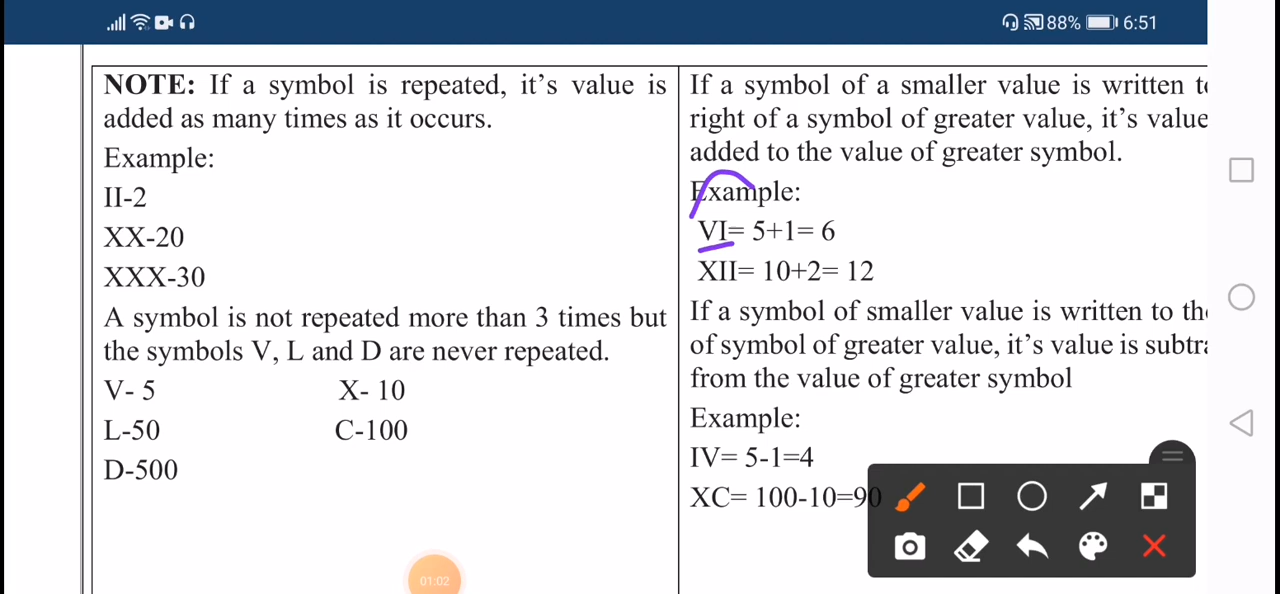 88% 6:51
NOTE: If a symbol is repeated, it's value is
added as many times as it occurs.
Example:
II-2
XX-20
XXX-30
A symbol is not repeated more than 3 times but
the symbols V, L and D are never repeated.
V- 5 X- 10
L-50 C-100
D-500
If a symbol of a smaller value is written
right of a symbol of greater value, it's value
added to the value of greater symbol.
Example:
VI= 5+1= 6
XII= 10+2= 12
If a symbol of smaller value is written to
of symbol of greater value, it's value is
from the value of greater symbol
Example:
IV= 5-1=4
XC= 100-10=90
01:02